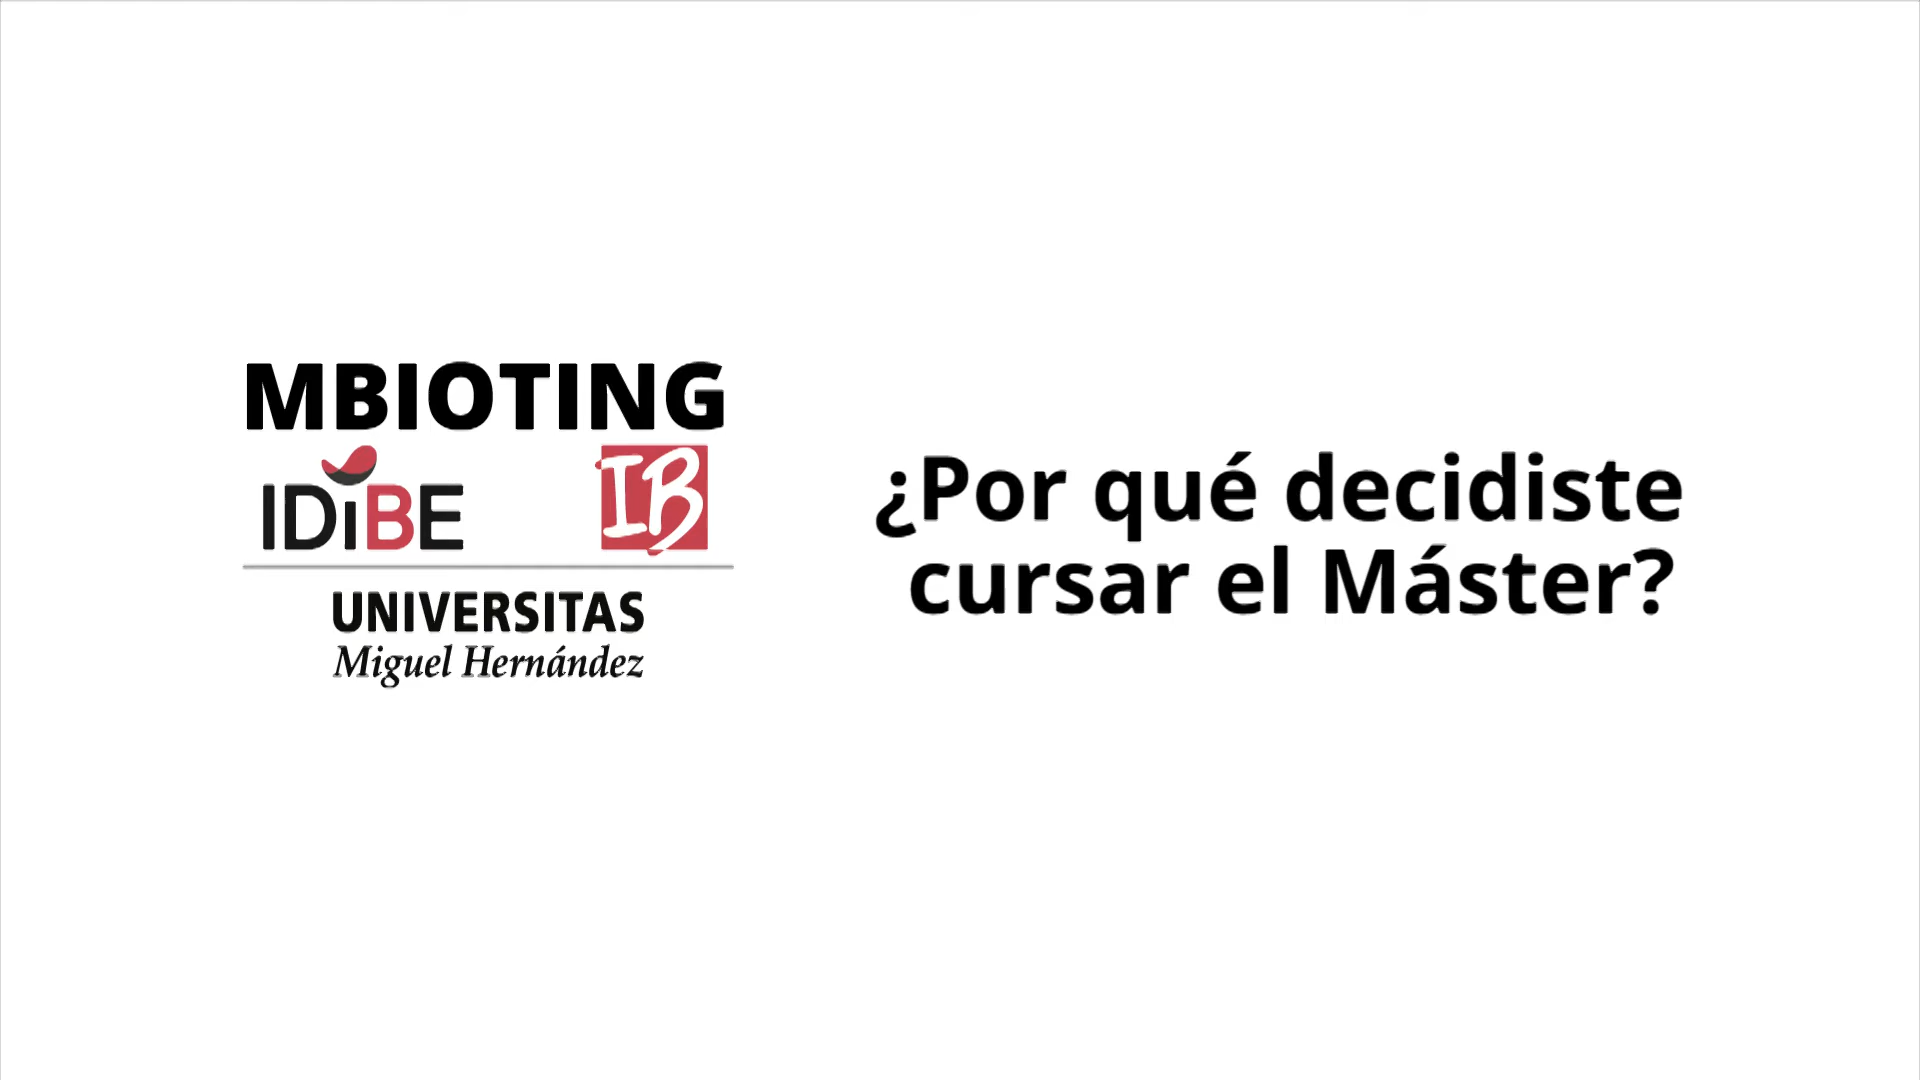 MBIOTING
IDiBE
IB
UNIVERSITAS
Miguel Hernández
¿Por qué decidiste
cursar el Máster?